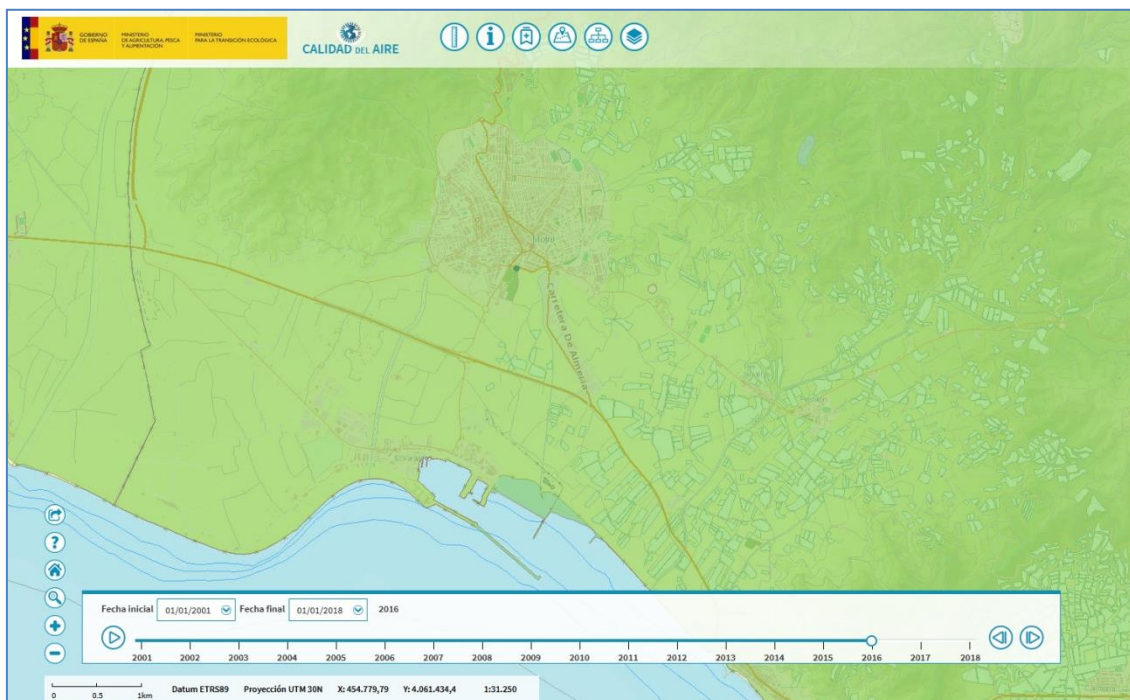 GOBIERNO
DE ESPAÑA
MINISTERIO
DE AGRICULTURA, PESCA
Y ALIMENTACIÓN
MINISTERIO
PARA LA TRANSICIÓN ECOLÓGICA
CALIDAD DEL AIRE
Motril
Carretera De Almería
Fecha inicial 01/01/2001 Fecha final 01/01/2018 2016
2001 2002 2003 2004 2005 2006 2007 2008 2009 2010 2011 2012 2013 2014 2015 2016 2017 2018
0 0.5 1km Datum ETRS89 Proyección UTM 30N X: 454.779,79 Y: 4.061.434,4 1:31.250